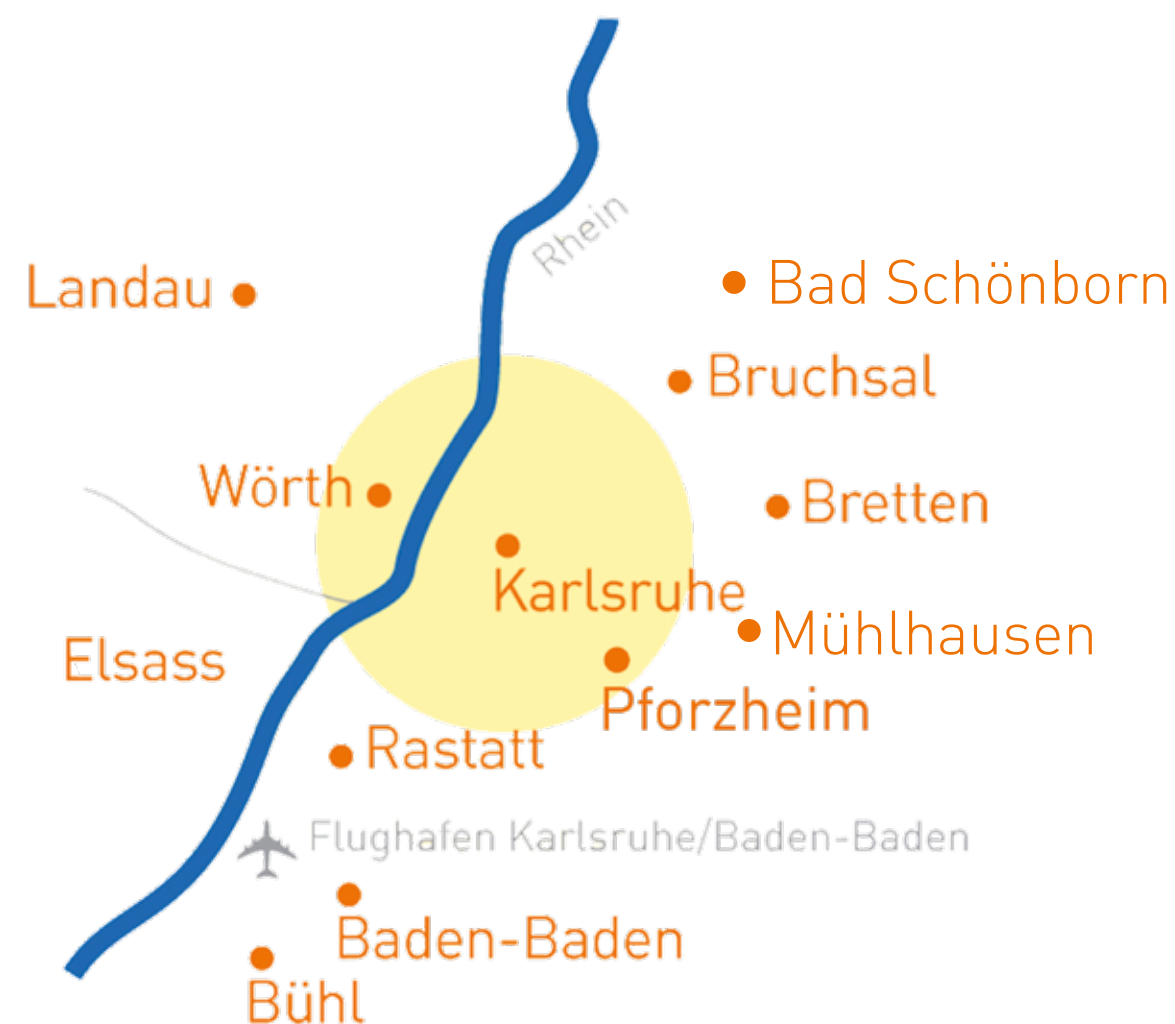 Rhein
Landau
Bad Schönborn
Bruchsal
Wörth
Bretten
Karlsruhe
Mühlhausen
Elsass
Pforzheim
Rastatt
Flughafen Karlsruhe/Baden-Baden
Baden-Baden
Bühl